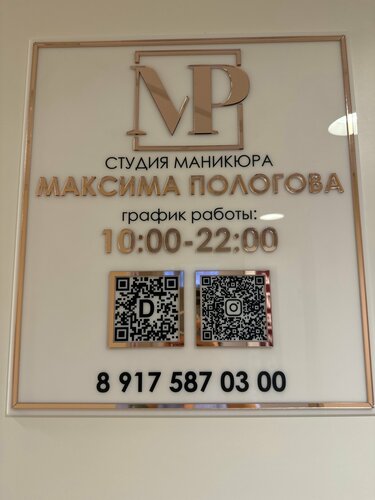 MP
СТУДИЯ МАНИКЮРА
МАКСИМА ПОЛОГОВА
график работы:
10:00-22:00
D
8 917 587 03 00